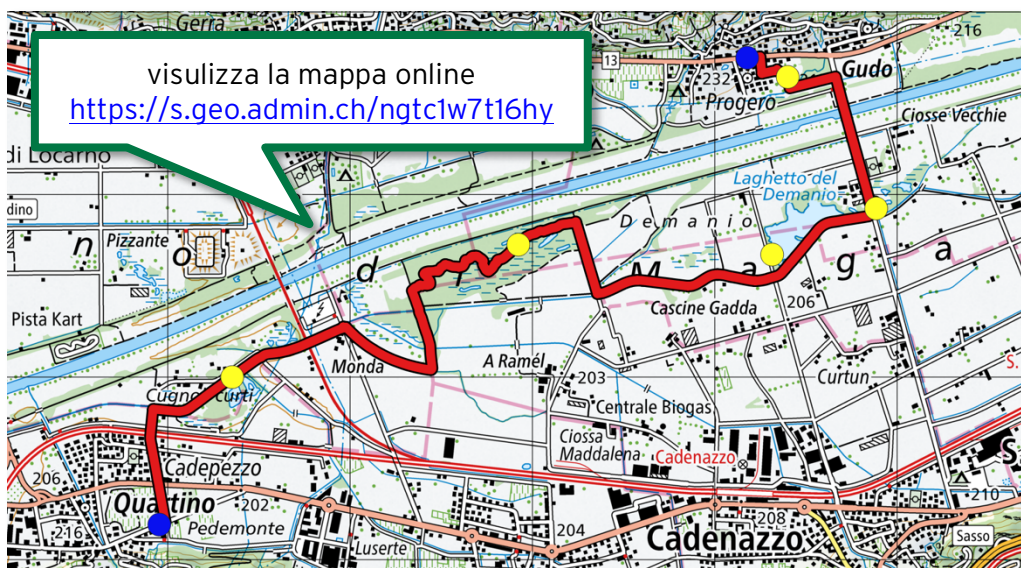 Gerra
216
visulizza la mappa online
https://s.geo.admin.ch/ngtc1w7t16hy
13
232
Progero
Gudo
Ciosse Vecchie
di Locarno
Laghetto del
Demanio
dino
Demanio
n o d M a g a
Pizzante
Cascine Gadda
206
Pista Kart
Monda
A Ramél
203
Curtun
S.
Centrale Biogas
Ciossa
Maddalena
Cadenazzo
S
206
Cadepezzo
Quartino
202
216
Pedemonte
Luserte
204
208
210
Cadenazzo
Sasso